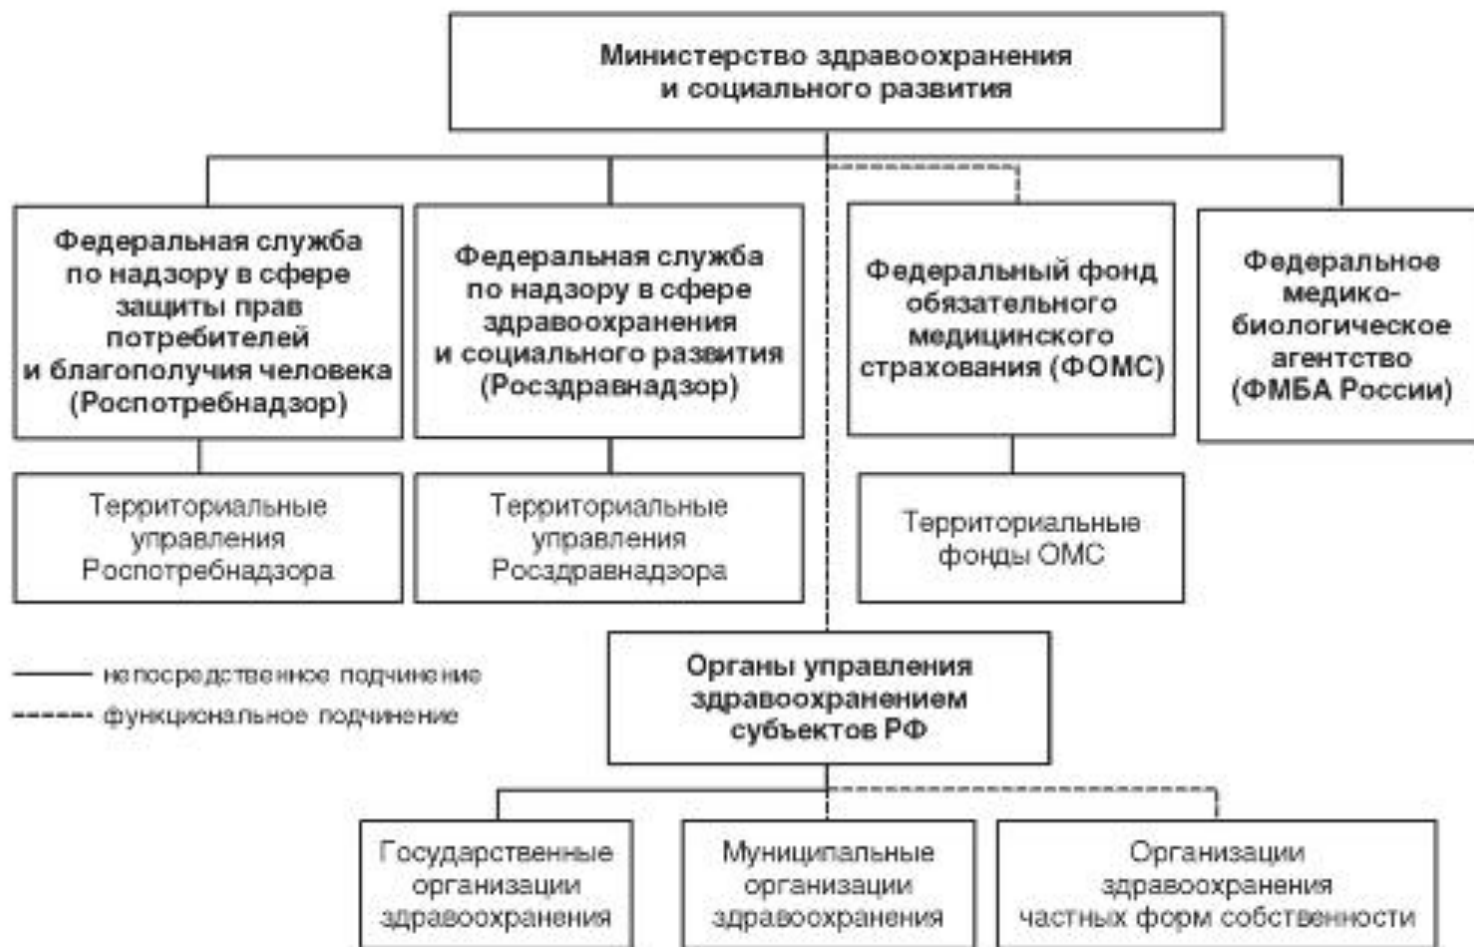 Министерство здравоохранения
и социального развития
Федеральная служба
по надзору в сфере
защиты прав
потребителей
и благополучия человека
(Роспотребнадзор)
Федеральная служба
по надзору в сфере
здравоохранения
и социального развития
(Росздравнадзор)
Федеральный фонд
обязательного
медицинского
страхования (ФОМС)
Федеральное
медико-
биологическое
агентство
(ФМБА России)
Территориальные
управления
Роспотребнадзора
Территориальные
управления
Росздравнадзора
Территориальные
фонды ОМС
непосредственное подчинение
функциональное подчинение
Органы управления
здравоохранением
субъектов РФ
Государственные
организации
здравоохранения
Муниципальные
организации
здравоохранения
Организации
здравоохранения
частных форм собственности